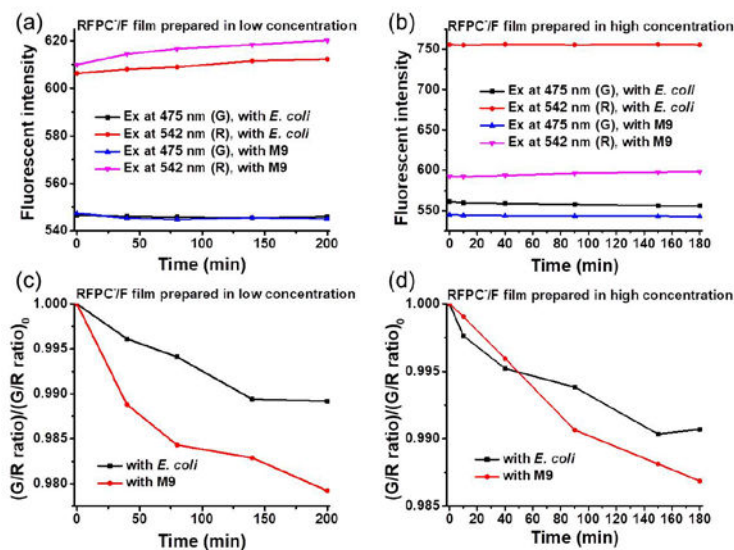 (a) RFPC⁻/F film prepared in low concentration
Fluorescent intensity
620
600
580
560
540
Ex at 475 nm (G), with E. coli
Ex at 542 nm (R), with E. coli
Ex at 475 nm (G), with M9
Ex at 542 nm (R), with M9
0 50 100 150 200
Time (min)
(b) RFPC⁻/F film prepared in high concentration
Fluorescent intensity
750
700
650
600
550
Ex at 475 nm (G), with E. coli
Ex at 542 nm (R), with E. coli
Ex at 475 nm (G), with M9
Ex at 542 nm (R), with M9
0 20 40 60 80 100 120 140 160 180
Time (min)
(c) RFPC⁻/F film prepared in low concentration
(G/R ratio)/(G/R ratio)₀
1.000
0.995
0.990
0.985
0.980
with E. coli
with M9
0 50 100 150 200
Time (min)
(d) RFPC⁻/F film prepared in high concentration
(G/R ratio)/(G/R ratio)₀
1.000
0.995
0.990
0.985
with E. coli
with M9
0 20 40 60 80 100 120 140 160 180
Time (min)